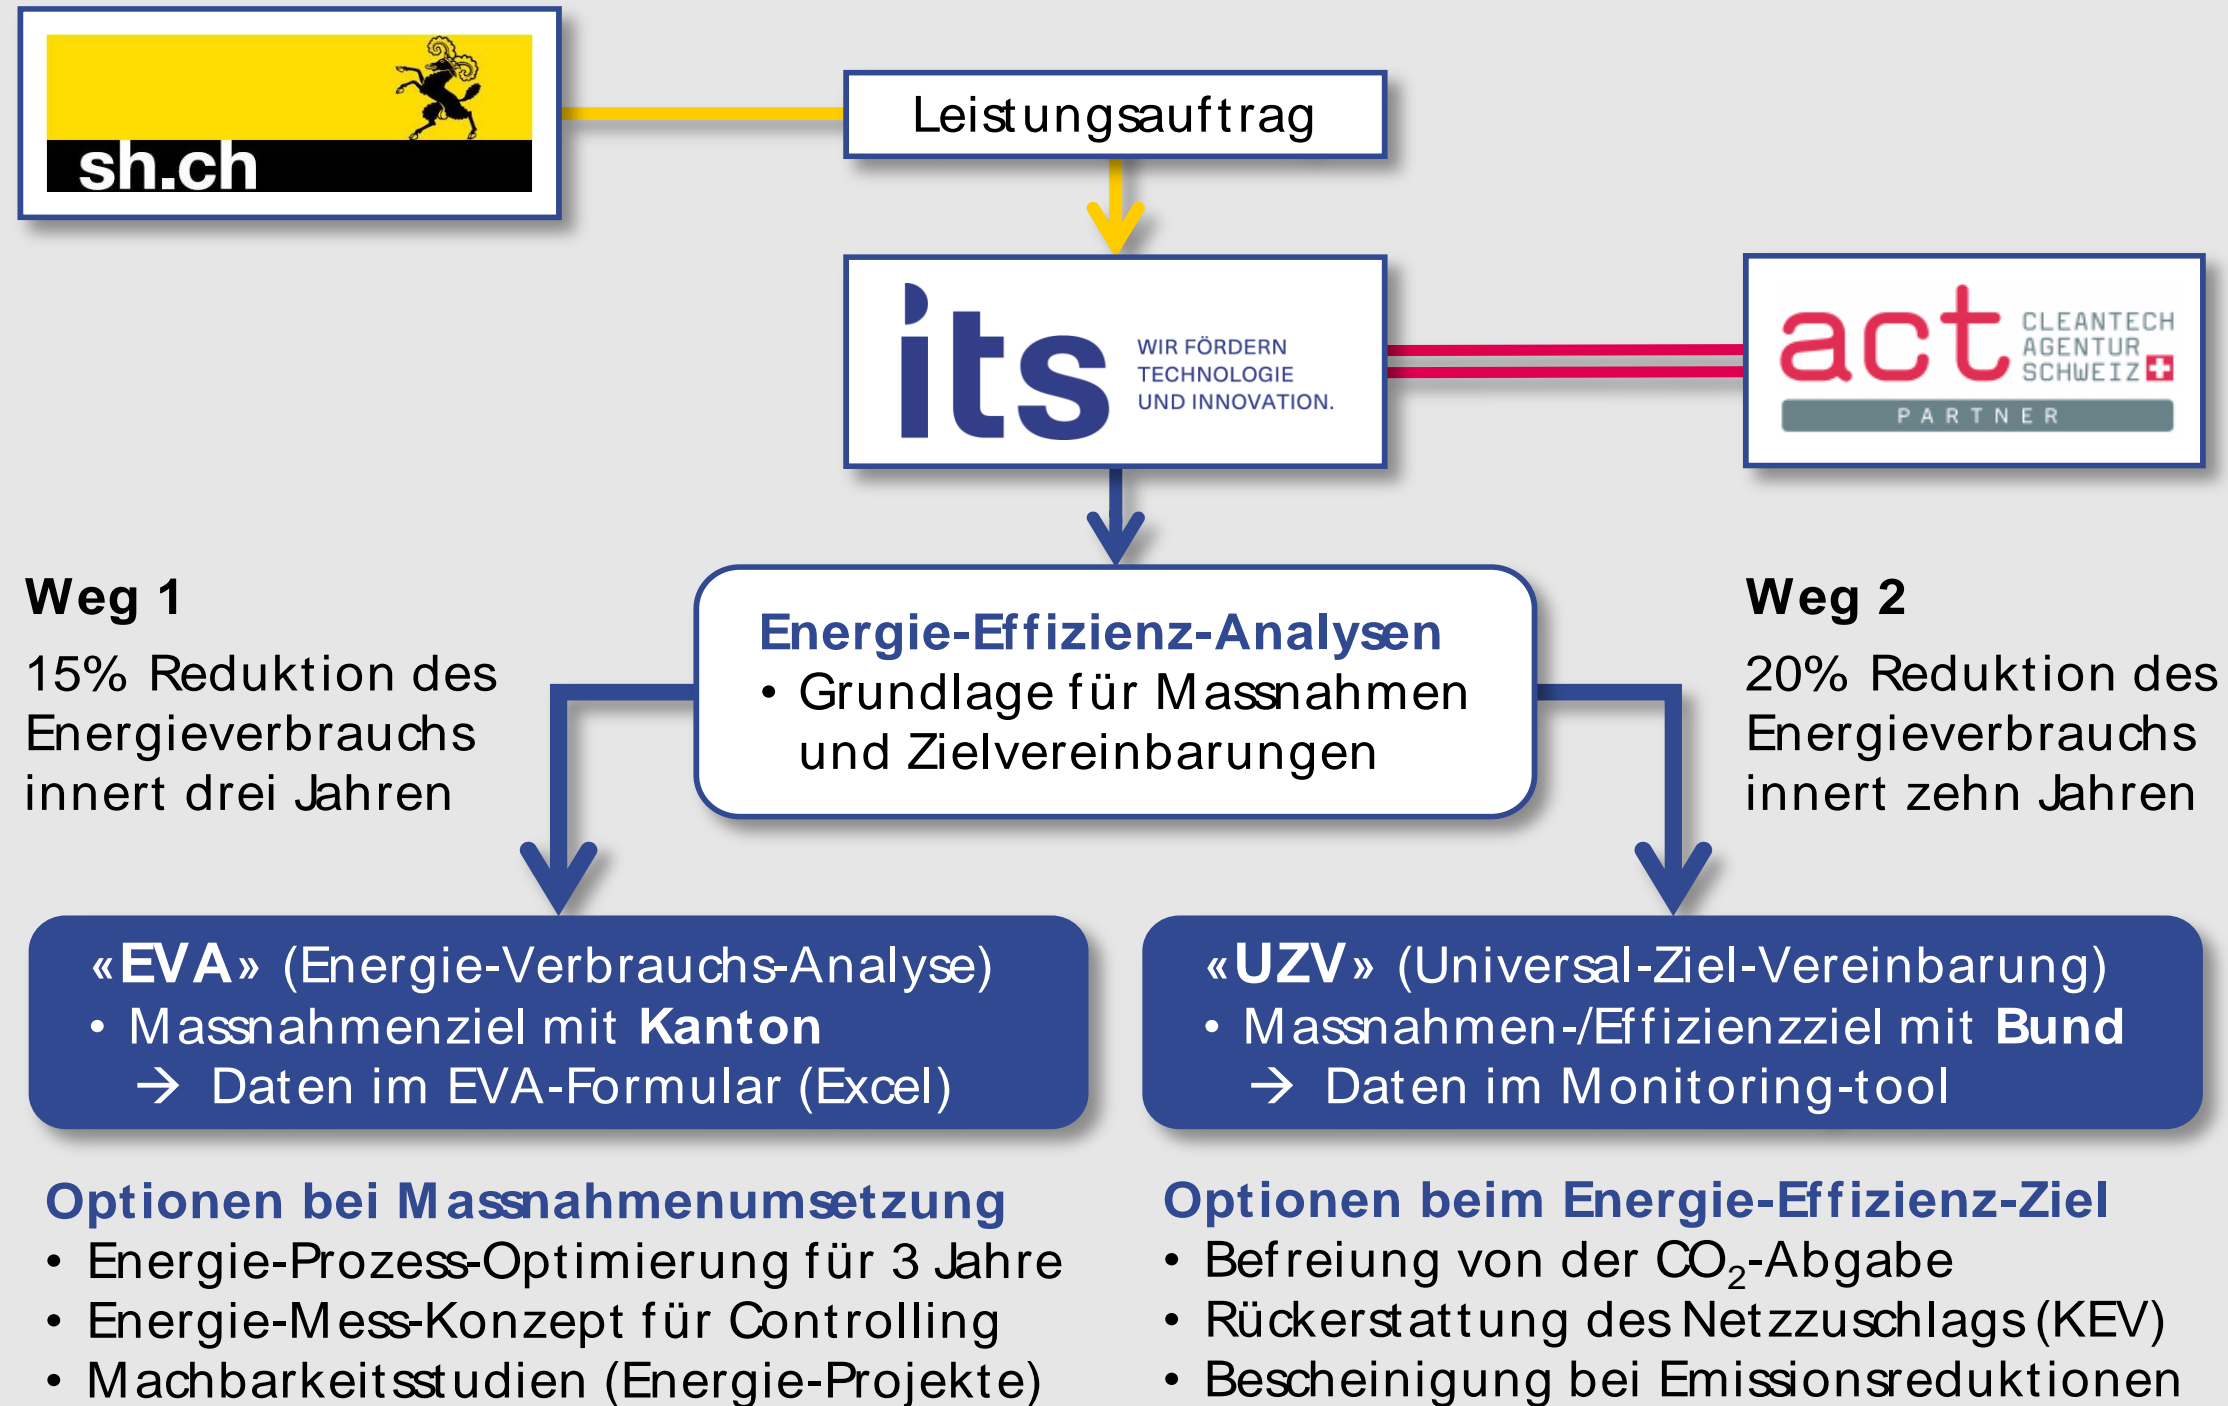 sh.ch
Leistungsauftrag
its
WIR FÖRDERN
TECHNOLOGIE
UND INNOVATION.
act
CLEANTECH
AGENTUR
SCHWEIZ
PARTNER
Weg 1
15% Reduktion des
Energieverbrauchs
innert drei Jahren
Energie-Effizienz-Analysen
• Grundlage für Massnahmen
und Zielvereinbarungen
Weg 2
20% Reduktion des
Energieverbrauchs
innert zehn Jahren
«EVA» (Energie-Verbrauchs-Analyse)
• Massnahmenziel mit Kanton
→ Daten im EVA-Formular (Excel)
«UZV» (Universal-Ziel-Vereinbarung)
• Massnahmen-/Effizienzziel mit Bund
→ Daten im Monitoring-tool
Optionen bei Massnahmenumsetzung
• Energie-Prozess-Optimierung für 3 Jahre
• Energie-Mess-Konzept für Controlling
• Machbarkeitsstudien (Energie-Projekte)
Optionen beim Energie-Effizienz-Ziel
• Befreiung von der CO₂-Abgabe
• Rückerstattung des Netzzuschlags (KEV)
• Bescheinigung bei Emissionsreduktionen